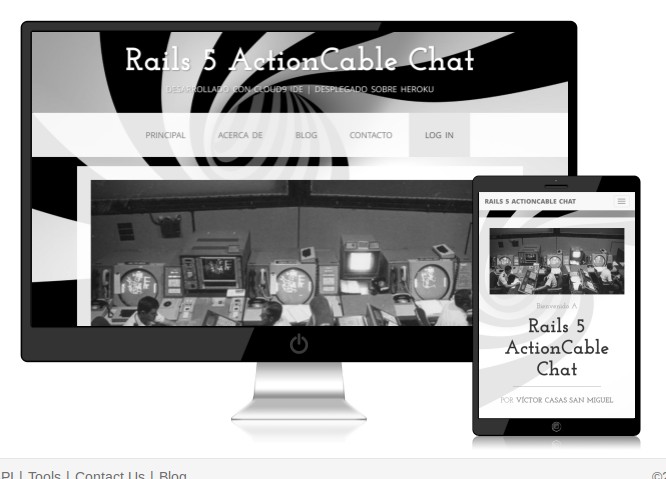 Rails 5 ActionCable Chat
DESARROLLADO CON CLOUD9 IDE | DESPLEGADO SOBRE HEROKU
PRINCIPAL ACERCA DE BLOG CONTACTO LOG IN
RAILS 5 ACTIONCABLE CHAT
Bienvenido A
Rails 5
ActionCable
Chat
POR VÍCTOR CASAS SAN MIGUEL
PI | Tools | Contact Us | Blog